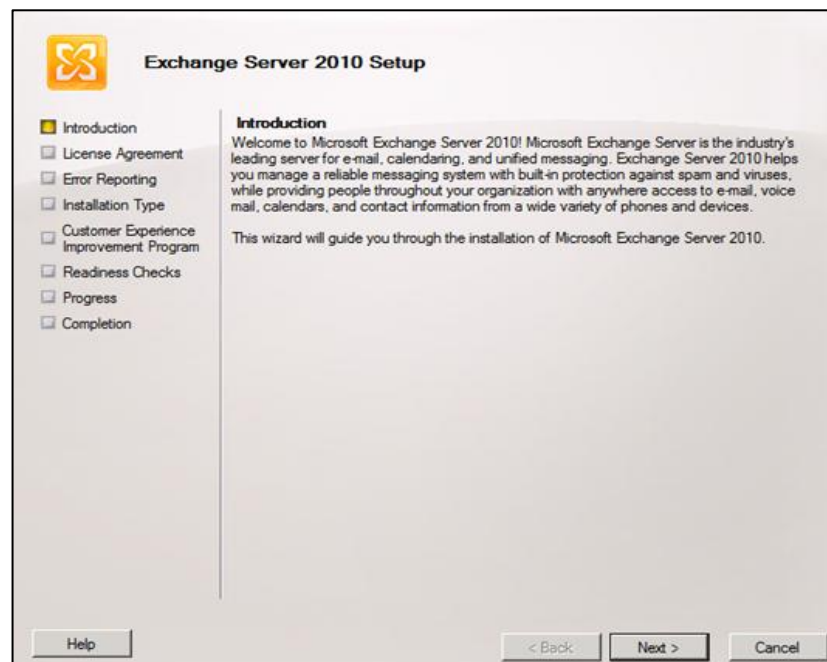 Exchange Server 2010 Setup
Introduction
License Agreement
Error Reporting
Installation Type
Customer Experience
Improvement Program
Readiness Checks
Progress
Completion
Introduction
Welcome to Microsoft Exchange Server 2010! Microsoft Exchange Server is the industry's
leading server for e-mail, calendaring, and unified messaging. Exchange Server 2010 helps
you manage a reliable messaging system with built-in protection against spam and viruses,
while providing people throughout your organization with anywhere access to e-mail, voice
mail, calendars, and contact information from a wide variety of phones and devices.
This wizard will guide you through the installation of Microsoft Exchange Server 2010.
Help
< Back
Next >
Cancel